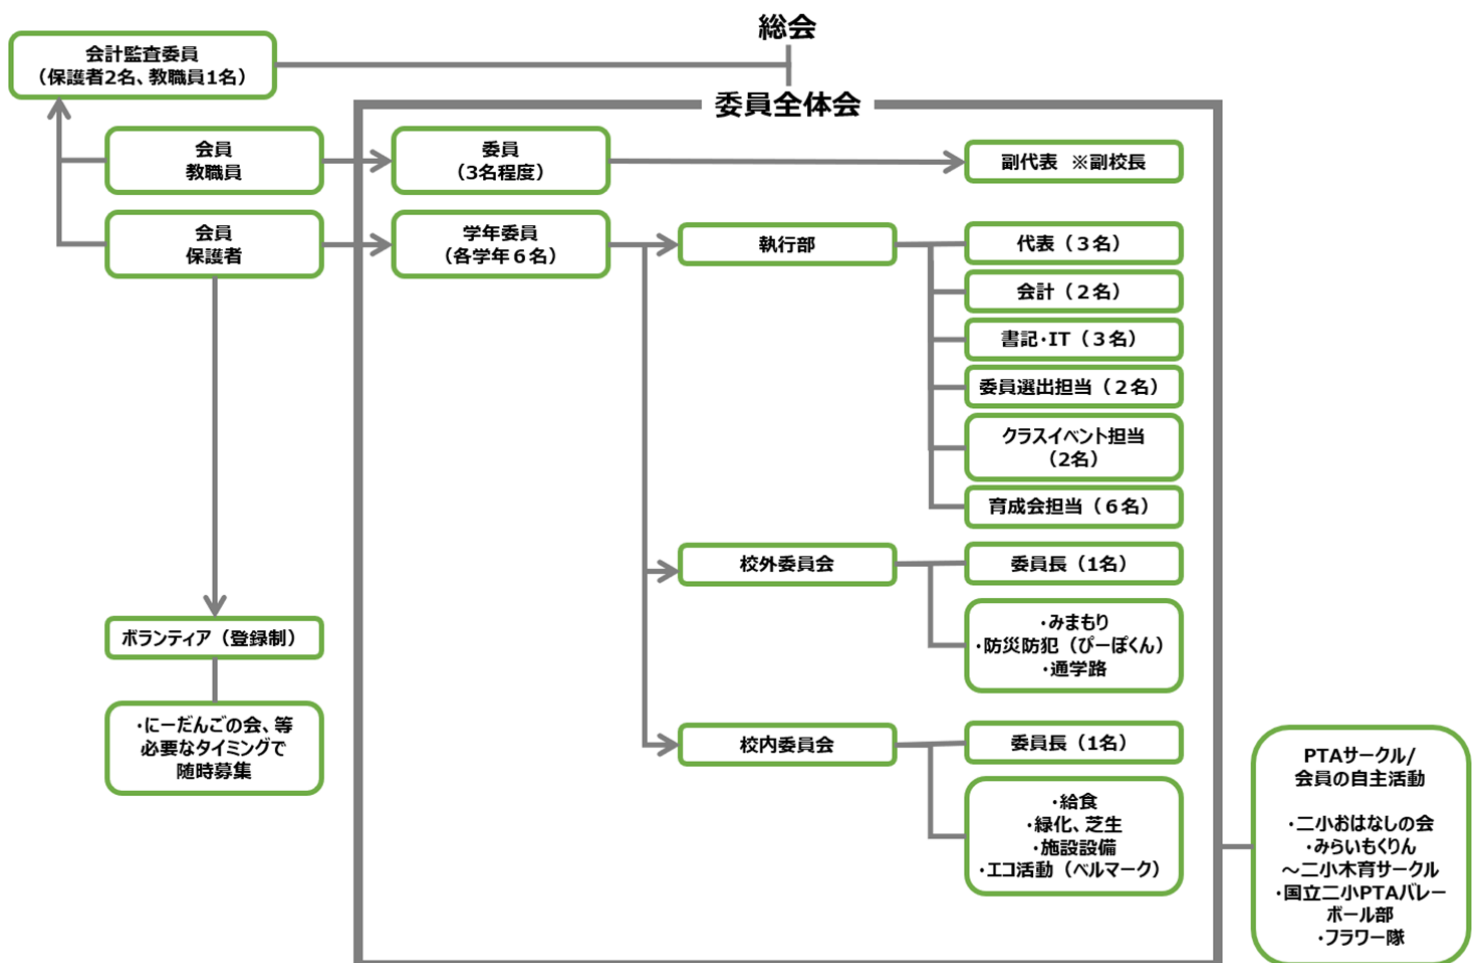 総会
会計監査委員
（保護者2名、教職員1名）
委員全体会
会員
教職員
委員
（3名程度）
副代表 ※副校長
会員
保護者
学年委員
（各学年６名）
執行部
代表（３名）
会計（２名）
書記・IT（３名）
委員選出担当（２名）
クラスイベント担当
（2名）
育成会担当（６名）
校外委員会
委員長（1名）
・みまもり
・防災防犯（ぴーぽくん）
・通学路
ボランティア（登録制）
・にーだんごの会、等
必要なタイミングで
随時募集
校内委員会
委員長（1名）
・給食
・緑化、芝生
・施設設備
・エコ活動（ベルマーク）
PTAサークル/
会員の自主活動
・二小おはなしの会
・みらいもくりん
～二小木育サークル
・国立二小PTAバレー
ボール部
・フラワー隊